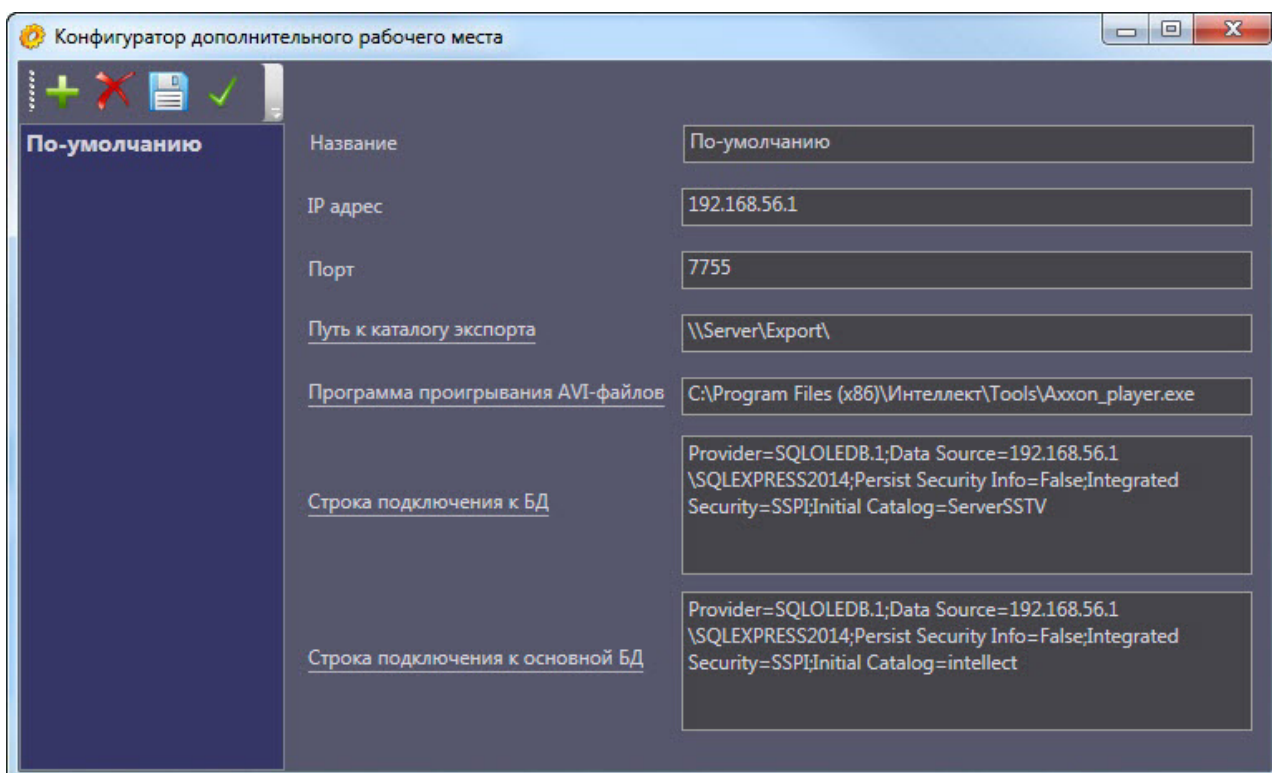 Конфигуратор дополнительного рабочего места
По-умолчанию
Название
По-умолчанию
IP адрес
192.168.56.1
Порт
7755
Путь к каталогу экспорта
\\Server\Export\
Программа проигрывания AVI-файлов
C:\Program Files (x86)\Интеллект\Tools\Axxon_player.exe
Строка подключения к БД
Provider=SQLOLEDB.1;Data Source=192.168.56.1
\SQLEXPRESS2014;Persist Security Info=False;Integrated
Security=SSPI;Initial Catalog=ServerSSTV
Строка подключения к основной БД
Provider=SQLOLEDB.1;Data Source=192.168.56.1
\SQLEXPRESS2014;Persist Security Info=False;Integrated
Security=SSPI;Initial Catalog=intellect